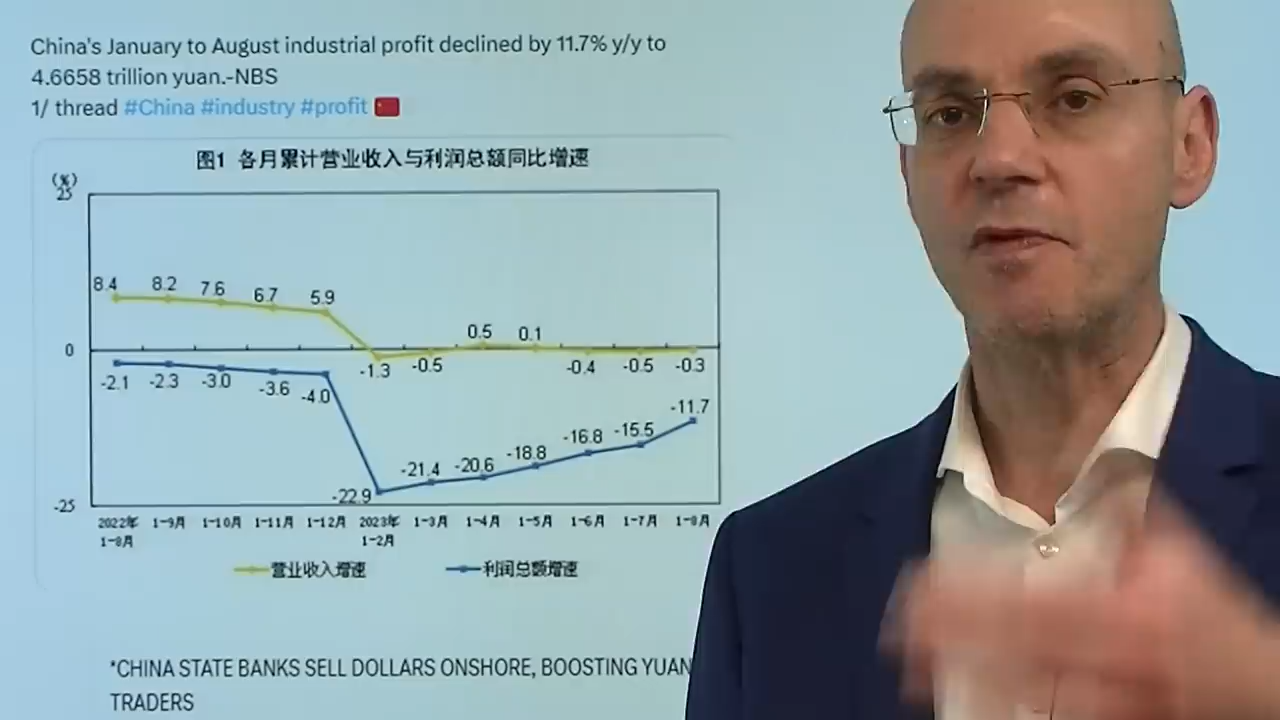 China's January to August industrial profit declined by 11.7% y/y to
4.6658 trillion yuan.-NBS
1/ thread #China #industry #profit 🇨🇳
图1 各月累计营业收入与利润总额同比增速
(%)
25
8.4 8.2 7.6 6.7 5.9
0.5 0.1
0
-1.3 -0.5 -0.4 -0.5 -0.3
-2.1 -2.3 -3.0 -3.6 -4.0
-11.7
-16.8 -15.5
-21.4 -20.6 -18.8
-22.9
-25
2022年 1-9月 1-10月 1-11月 1-12月 2023年 1-3月 1-4月 1-5月 1-6月 1-7月 1-8月
1-8月 1-2月
营业收入增速 利润总额增速
*CHINA STATE BANKS SELL DOLLARS ONSHORE, BOOSTING YUAN
TRADERS